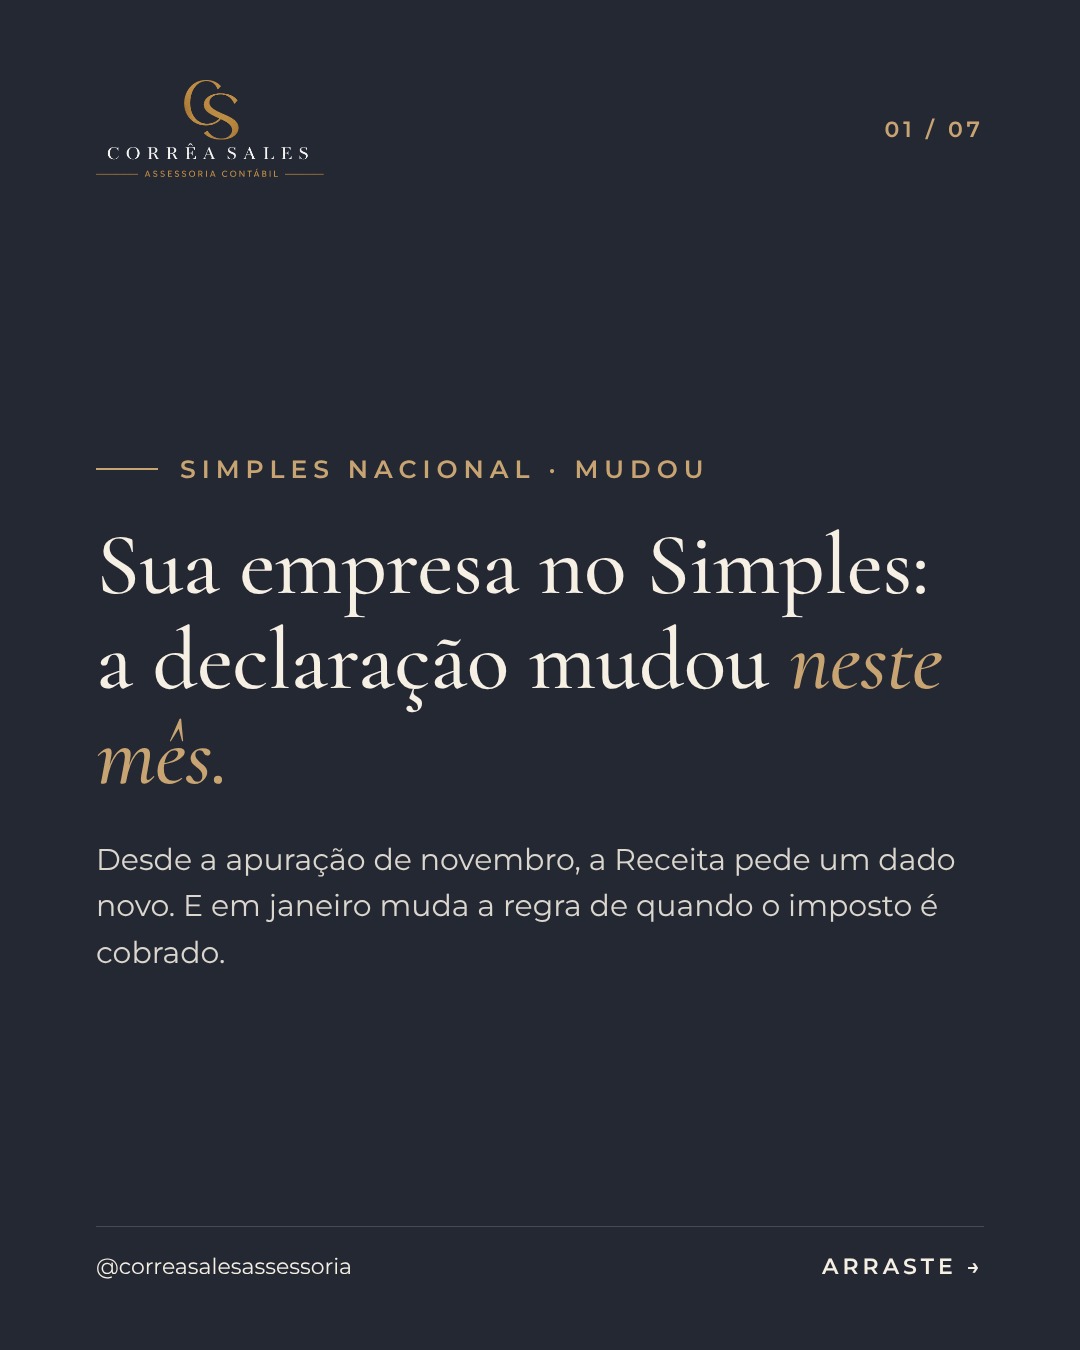 CS
CORRÊA SALES
ASSESSORIA CONTÁBIL
01 / 07
SIMPLES NACIONAL · MUDOU
Sua empresa no Simples:
a declaração mudou neste
mês.
Desde a apuração de novembro, a Receita pede um dado
novo. E em janeiro muda a regra de quando o imposto é
cobrado.
@correasalesassessoria
ARRASTE →